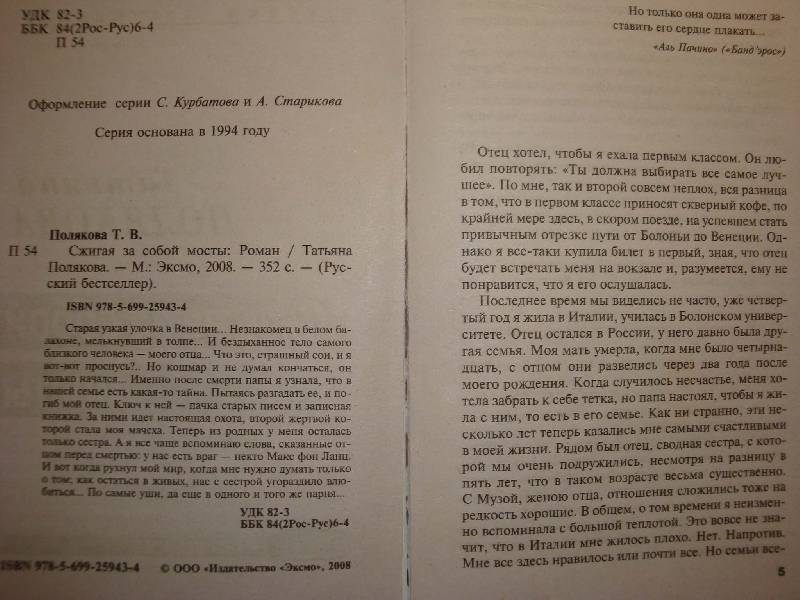 УДК 82-3
ББК 84(2Рос-Рус)6-4
П 54
Оформление серии С. Курбатова и А. Старикова
Серия основана в 1994 году
Полякова Т. В.
П 54 Сжигая за собой мосты: Роман / Татьяна
Полякова. — М.: Эксмо, 2008. — 352 с. — (Рус-
ский бестселлер).
ISBN 978-5-699-25943-4
Старая узкая улочка в Венеции... Незнакомец в белом ба-
лахоне, мелькнувший в толпе... И бездыханное тело самого
близкого человека — моего отца... Что это, страшный сон, и я
вот-вот проснусь?.. Но кошмар и не думал кончаться, он
только начался... Именно после смерти папы я узнала, что в
нашей семье есть какая-то тайна. Пытаясь разгадать ее, и по-
гиб мой отец. Ключ к ней — пачка старых писем и записная
книжка. За ними идет настоящая охота, второй жертвой кото-
рой стала моя мачеха. Теперь из родных у меня осталась
только сестра. А я все чаще вспоминаю слова, сказанные от-
цом перед смертью: у нас есть враг — некто Макс фон Ланц.
И вот когда рухнул мой мир, когда мне нужно думать только
о том, как остаться в живых, нас с сестрой угораздило влю-
биться... По самые уши, да еще в одного и того же парня...
УДК 82-3
ББК 84(2Рос-Рус)6-4
ISBN 978-5-699-25943-4 © ООО «Издательство «Эксмо», 2008
Но только она одна может за-
ставить его сердце плакать...
«Аль Пачино» («Банд'эрос»)
Отец хотел, чтобы я ехала первым классом. Он лю-
бил повторять: «Ты должна выбирать все самое луч-
шее». По мне, так и второй совсем неплох, вся разница
в том, что в первом классе приносят скверный кофе, по
крайней мере здесь, в скором поезде, на успевшем стать
привычным отрезке пути от Болоньи до Венеции. Од-
нако я все-таки купила билет в первый, зная, что отец
будет встречать меня на вокзале и, разумеется, ему не
понравится, что я его ослушалась.
Последнее время мы виделись не часто, уже четвер-
тый год я жила в Италии, училась в Болонском универ-
ситете. Отец остался в России, у него давно была дру-
гая семья. Моя мать умерла, когда мне было четырна-
дцать, с отцом они развелись через два года после
моего рождения. Когда случилось несчастье, меня хо-
тела забрать к себе тетка, но папа настоял, чтобы я жи-
ла с ним, то есть в его семье. Как ни странно, эти не-
сколько лет теперь казались мне самыми счастливыми
в моей жизни. Рядом был отец, сводная сестра, с кото-
рой мы очень подружились, несмотря на разницу в
пять лет, что в таком возрасте весьма существенно.
С Музой, женою отца, отношения сложились тоже на
редкость хорошие. В общем, о том времени я неизмен-
но вспоминала с большой теплотой. Это вовсе не зна-
чит, что в Италии мне жилось плохо. Нет. Напротив.
Мне все здесь нравилось или почти все. Но семьи все-
5